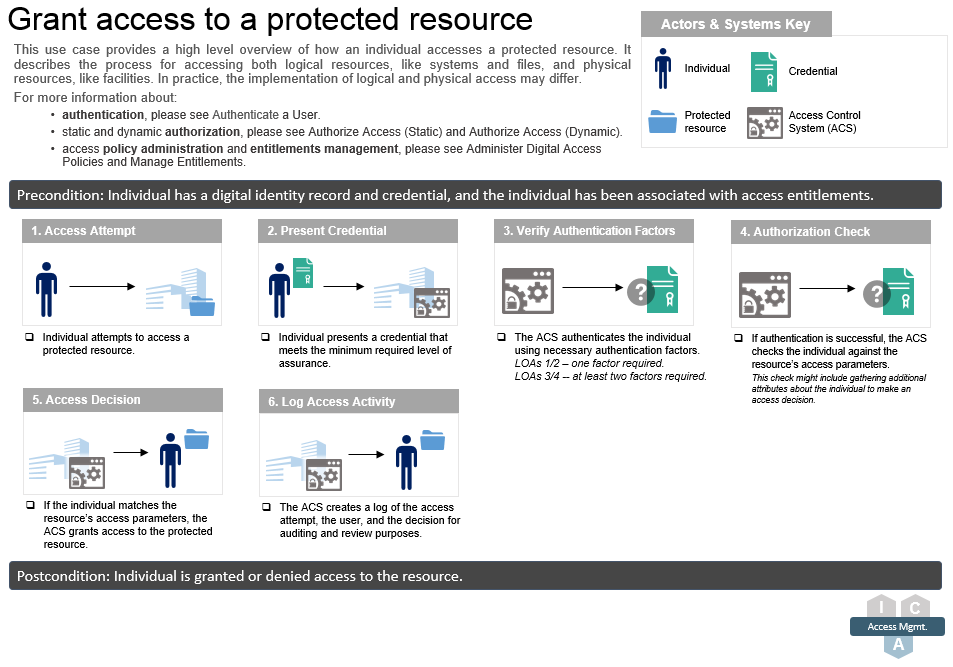 Grant access to a protected resource
This use case provides a high level overview of how an individual accesses a protected resource. It
describes the process for accessing both logical resources, like systems and files, and physical
resources, like facilities. In practice, the implementation of logical and physical access may differ.
For more information about:
• authentication, please see Authenticate a User.
• static and dynamic authorization, please see Authorize Access (Static) and Authorize Access (Dynamic).
• access policy administration and entitlements management, please see Administer Digital Access
Policies and Manage Entitlements.
Actors & Systems Key
Individual
Credential
Protected
resource
Access Control
System (ACS)
Precondition: Individual has a digital identity record and credential, and the individual has been associated with access entitlements.
1. Access Attempt
❑ Individual attempts to access a
protected resource.
2. Present Credential
❑ Individual presents a credential that
meets the minimum required level of
assurance.
3. Verify Authentication Factors
?
❑ The ACS authenticates the individual
using necessary authentication factors.
LOAs 1/2 – one factor required.
LOAs 3/4 – at least two factors required.
4. Authorization Check
?
❑ If authentication is successful, the ACS
checks the individual against the
resource's access parameters.
This check might include gathering additional
attributes about the individual to make an
access decision.
5. Access Decision
❑ If the individual matches the
resource's access parameters, the
ACS grants access to the protected
resource.
6. Log Access Activity
❑ The ACS creates a log of the access
attempt, the user, and the decision for
auditing and review purposes.
Postcondition: Individual is granted or denied access to the resource.
I C
Access Mgmt.
A